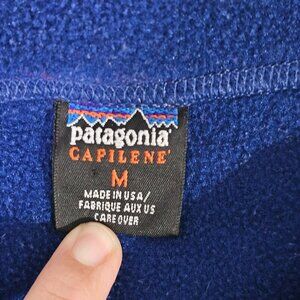 patagonia®
CAPILENE®
M
MADE IN USA/
FABRIQUE AUX US
CARE OVER